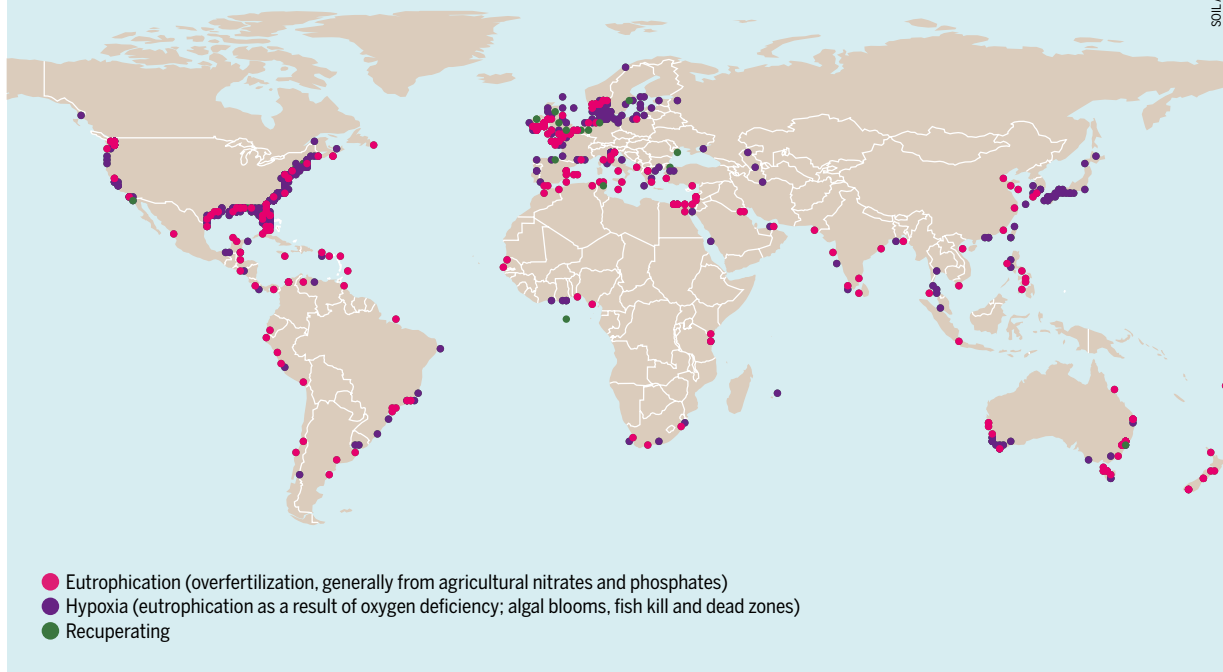 SOIL
Eutrophication (overfertilization, generally from agricultural nitrates and phosphates)
Hypoxia (eutrophication as a result of oxygen deficiency; algal blooms, fish kill and dead zones)
Recuperating